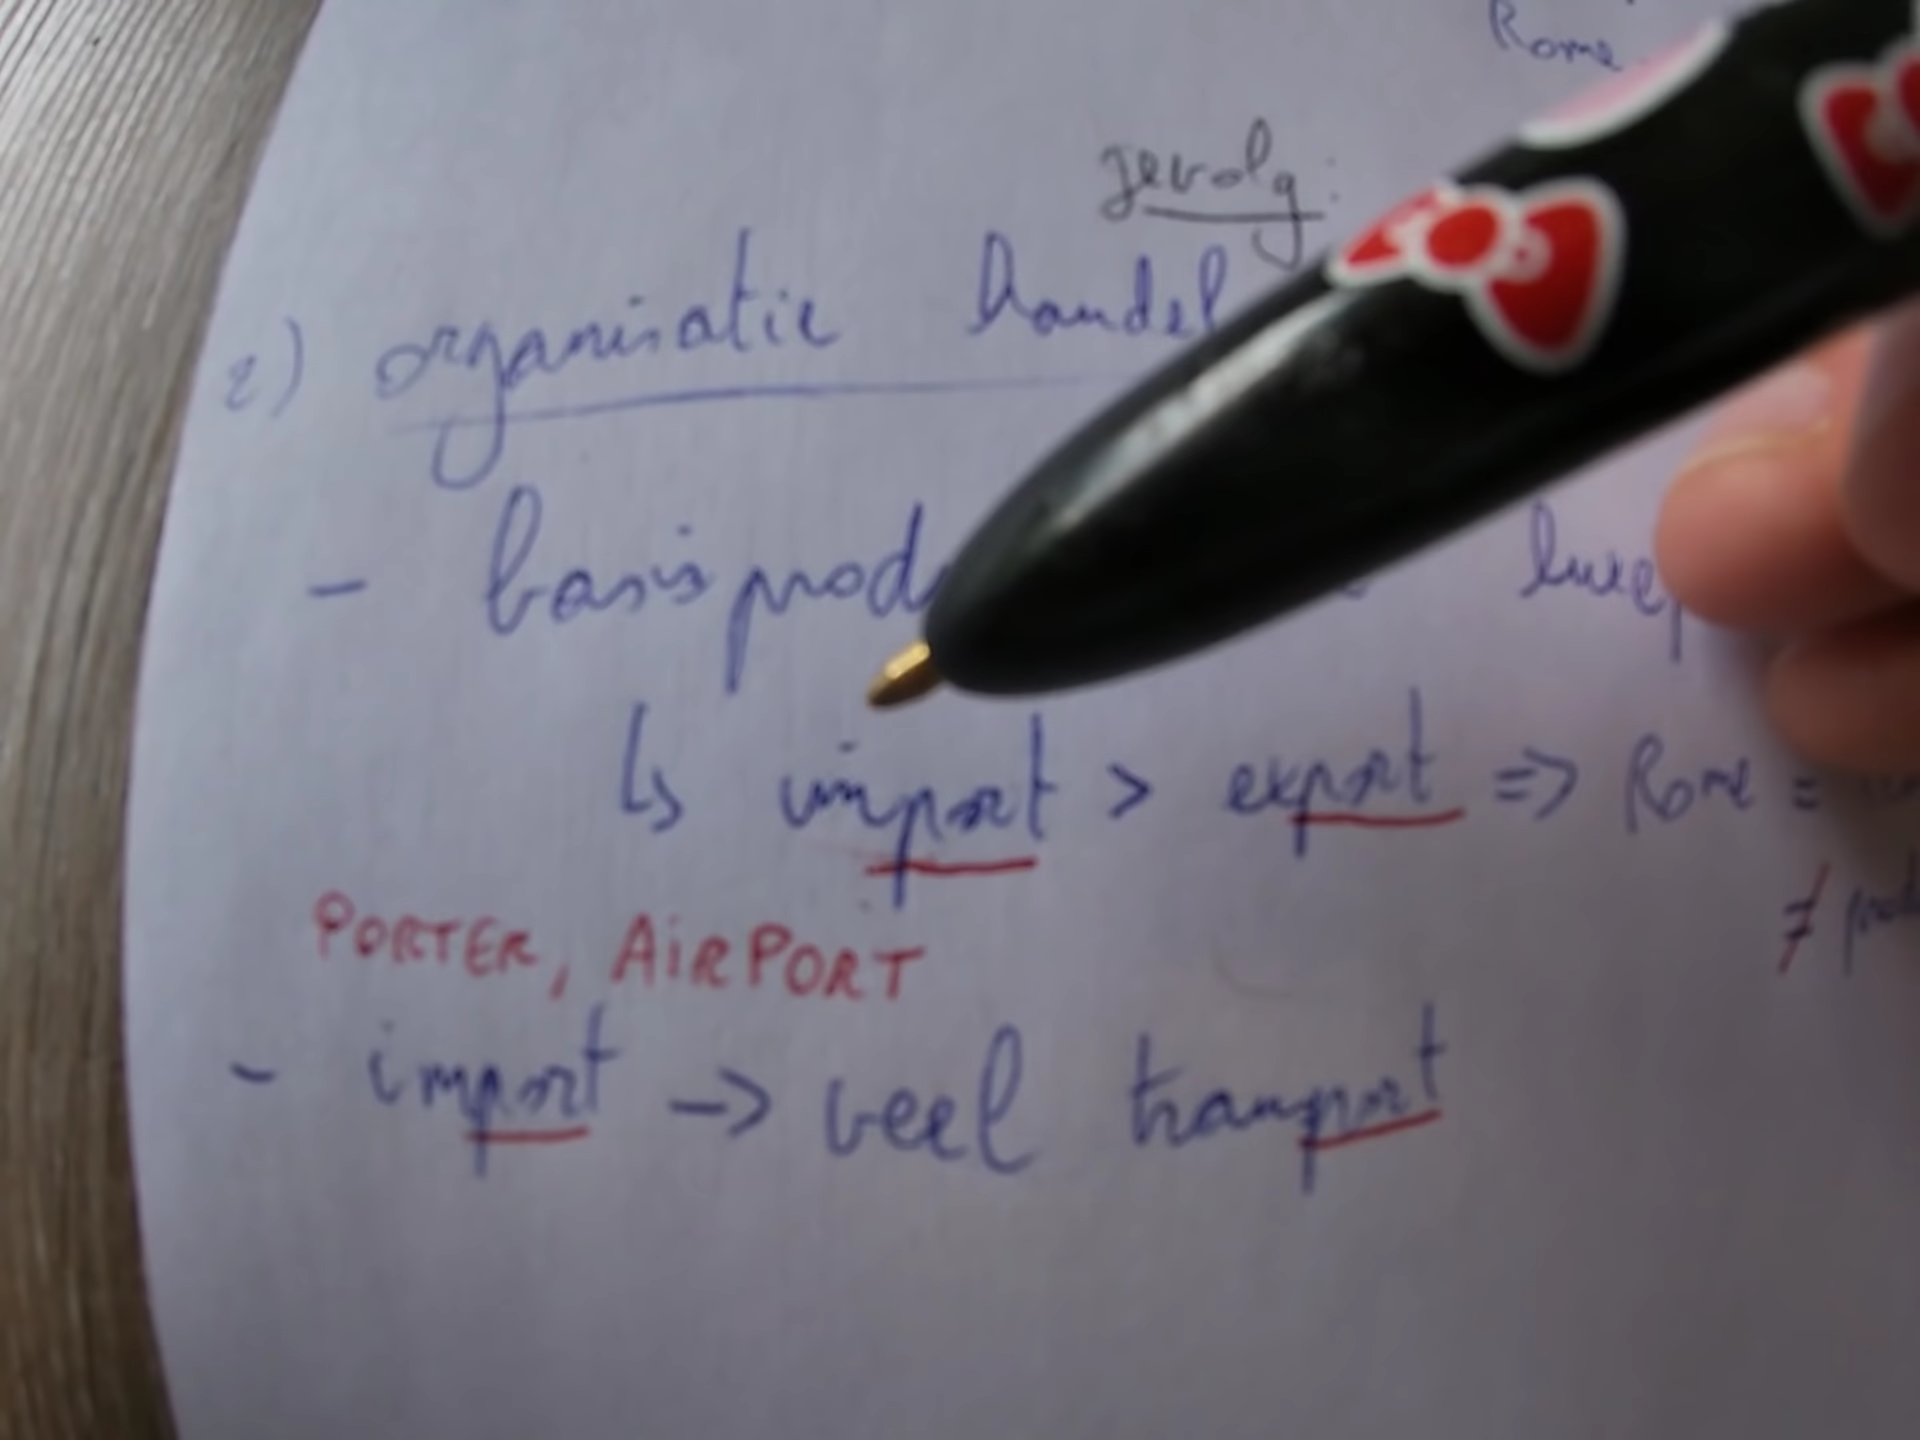 Rome
gevolg:
2) organisatie handel
- basisprod
↳ import > export => Rome =
≠
PORTER, AiRPORT
- import -> veel transport